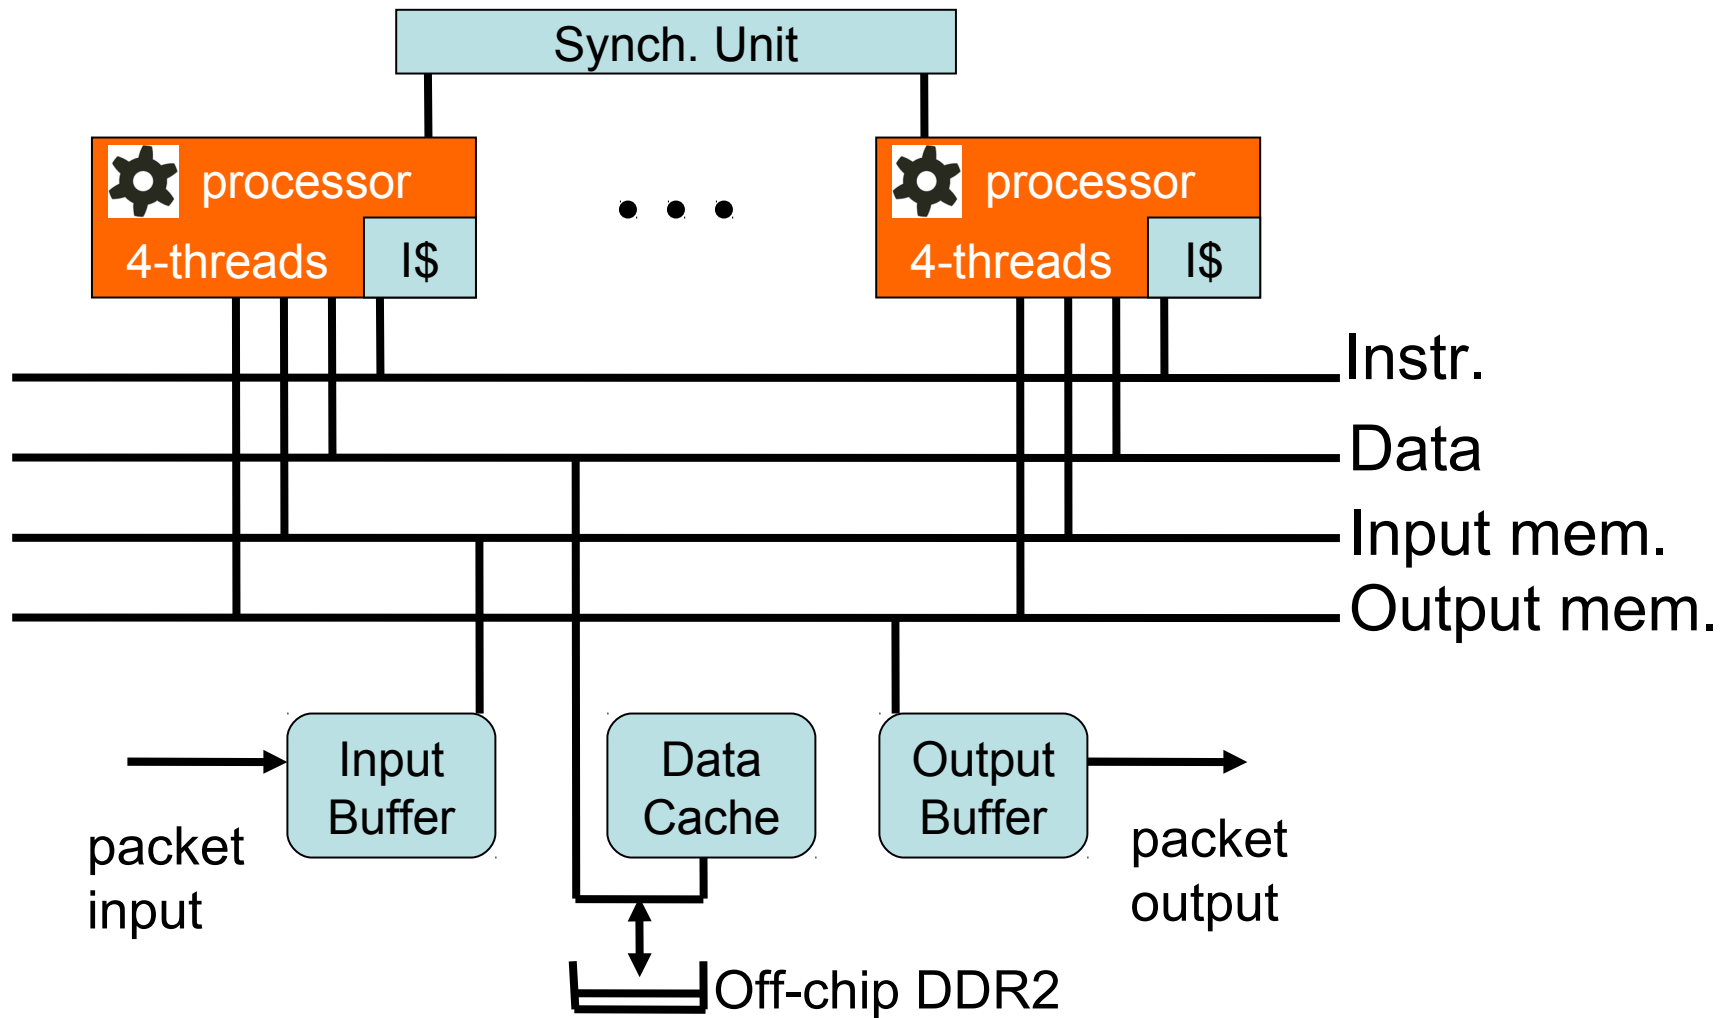 Synch. Unit
processor
4-threads
I$
processor
4-threads
I$
Instr.
Data
Input mem.
Output mem.
Input
Buffer
Data
Cache
Output
Buffer
packet
input
packet
output
Off-chip DDR2